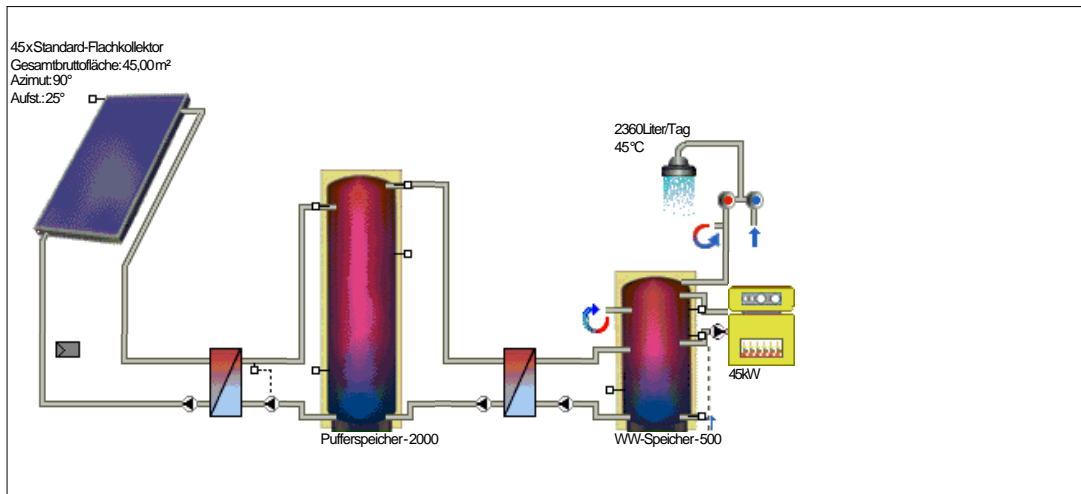 45xStandard-Flachkollektor
Gesamtbruttofläche:45,00m²
Azimut:90°
Aufst.:25°
2360Liter/Tag
45°C
45kW
Pufferspeicher-2000
WW-Speicher-500